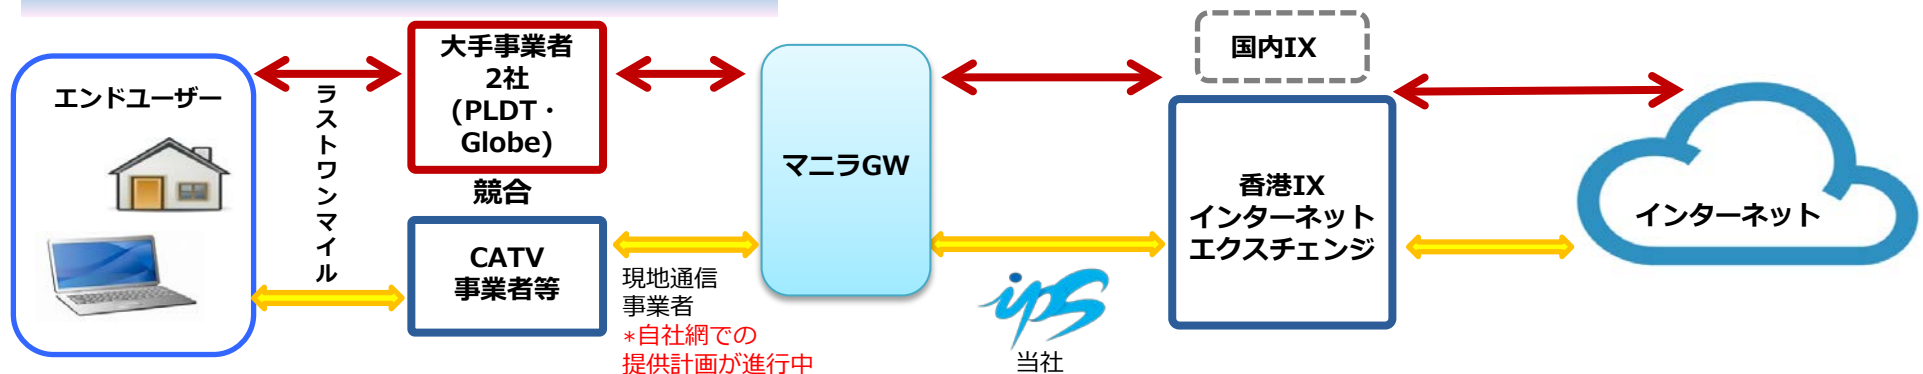 エンドユーザー
ラストワンマイル
大手事業者
2社
(PLDT・
Globe)
競合
CATV
事業者等
現地通信
事業者
*自社網での
提供計画が進行中
マニラGW
ips
当社
国内IX
香港IX
インターネット
エクスチェンジ
インターネット